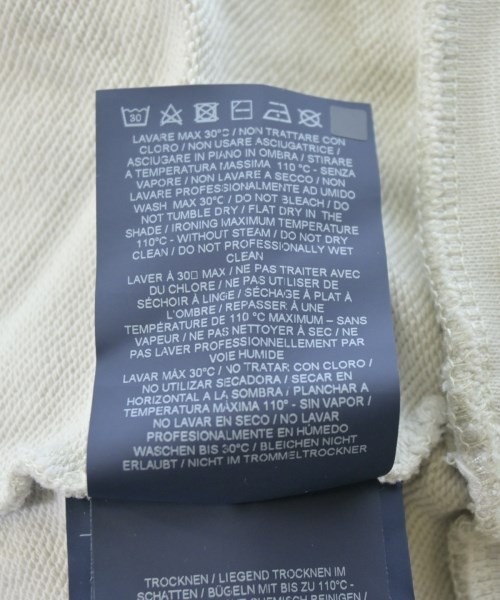 30
LAVARE MAX 30°C / NON TRATTARE CON
CLORO / NON USARE ASCIUGATRICE /
ASCIUGARE IN PIANO IN OMBRA / STIRARE
A TEMPERATURA MASSIMA 110 °C - SENZA
VAPORE / NON LAVARE A SECCO / NON
LAVARE PROFESSIONALMENTE AD UMIDO
WASH MAX 30°C / DO NOT BLEACH / DO
NOT TUMBLE DRY / FLAT DRY IN THE
SHADE / IRONING MAXIMUM TEMPERATURE
110°C - WITHOUT STEAM / DO NOT DRY
CLEAN / DO NOT PROFESSIONALLY WET
CLEAN
LAVER À 30□ MAX / NE PAS TRAITER AVEC
DU CHLORE / NE PAS UTILISER DE
SÉCHOIR À LINGE / SÉCHAGE À PLAT À
L'OMBRE / REPASSER À UNE
TEMPÉRATURE DE 110 °C MAXIMUM – SANS
VAPEUR / NE PAS NETTOYER À SEC / NE
PAS LAVER PROFESSIONNELLEMENT PAR
VOIE HUMIDE
LAVAR MÁX 30°C / NO TRATAR CON CLORO /
NO UTILIZAR SECADORA / SECAR EN
HORIZONTAL A LA SOMBRA / PLANCHAR A
TEMPERATURA MÁXIMA 110° - SIN VAPOR /
NO LAVAR EN SECO / NO LAVAR
PROFESIONALMENTE EN HÚMEDO
WASCHEN BIS 30°C / BLEICHEN NICHT
ERLAUBT / NICHT IM TROMMELTROCKNER
TROCKNEN / LIEGEND TROCKNEN IM
SCHATTEN / BÜGELN MIT BIS ZU 110°C -
CHEMISCH REINIGEN /